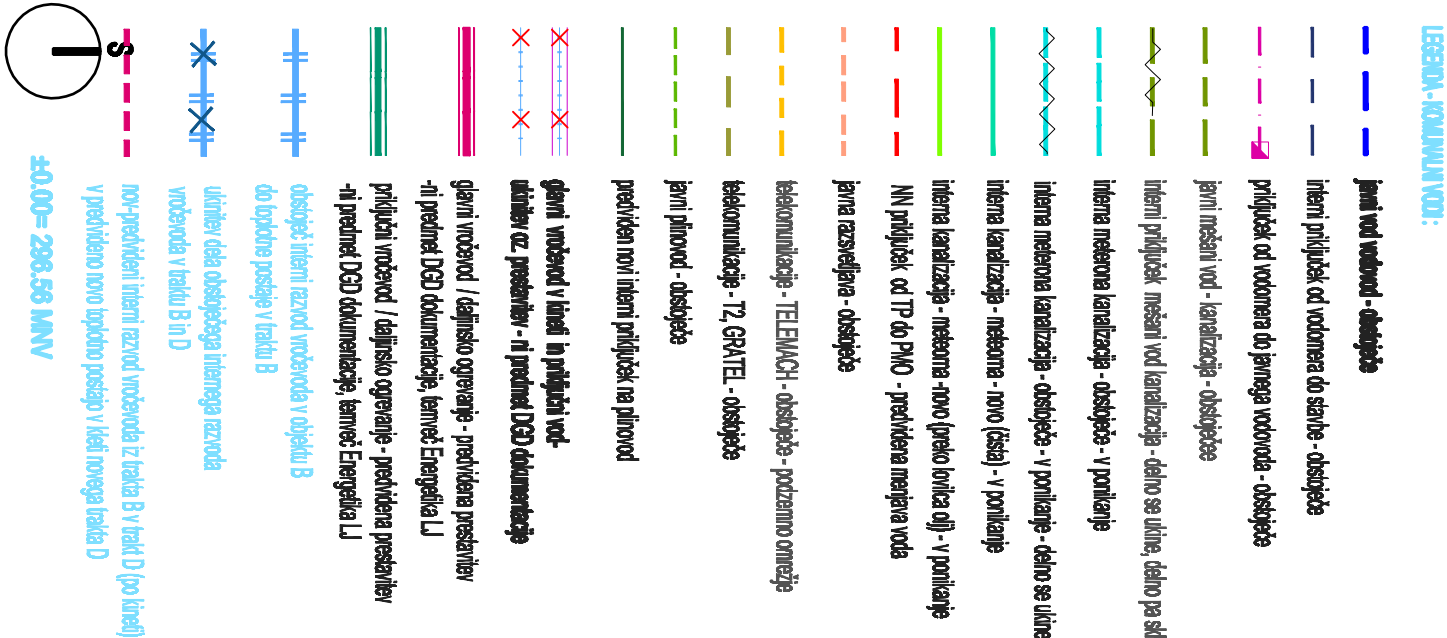 LEGENDA - KOMUNALNI VODI :
javni vod vodovod - obstoječe
interni priključek od vodomera do stavbe - obstoječe
priključek od vodomera do javnega vodovoda - obstoječe
javni mešani vod - kanalizacija - obstoječee
interni priključek mešani vod kanalizacija - delno se ukine, delno pa
interna meteorna kanalizacija - obstoječe - v ponikanje
interna meteorna kanalizacija - obstoječe - v ponikanje - delno se ukine
interna kanalizacija - meteorna - novo (čista) - v ponikanje
interna kanalizacija - meteorna -novo (preko lovilca olj) - v ponikanje
NN priključek od TP do PMO - predvidena menjava voda
javna razsvetljava - obstoječe
telekomunikacije - TELEMACH - obstoječe - podzemno omrežje
telekomunikacije - T2, GRATEL - obstoječe
javni plinovod - obstoječe
predviden novi interni priključek na plinovod
glavni vročevod v kineti in priključni vod-
ukinitev oz. prestavitev - ni predmet DGD dokumentacije
glavni vročevod / daljinsko ogrevanje - predvidena prestavitev
-ni predmet DGD dokumentacije, temveč Energetika LJ
priključni vročevod / daljinsko ogrevanje - predvidena prestavitev
-ni predmet DGD dokumentacije, temveč Energetika LJ
obstoječ interni razvod vročevoda v objektu B
do toplotne postaje v traktu B
ukinitev dela obstoječega internega razvoda
vročevoda v traktu B in D
novi-predvideni interni razvod vročevoda iz trakta B v trakt D (po kineti)
v predvideno novo toplotno postajo v kleti novega trakta D
±0.00= 296.56 MNV
S